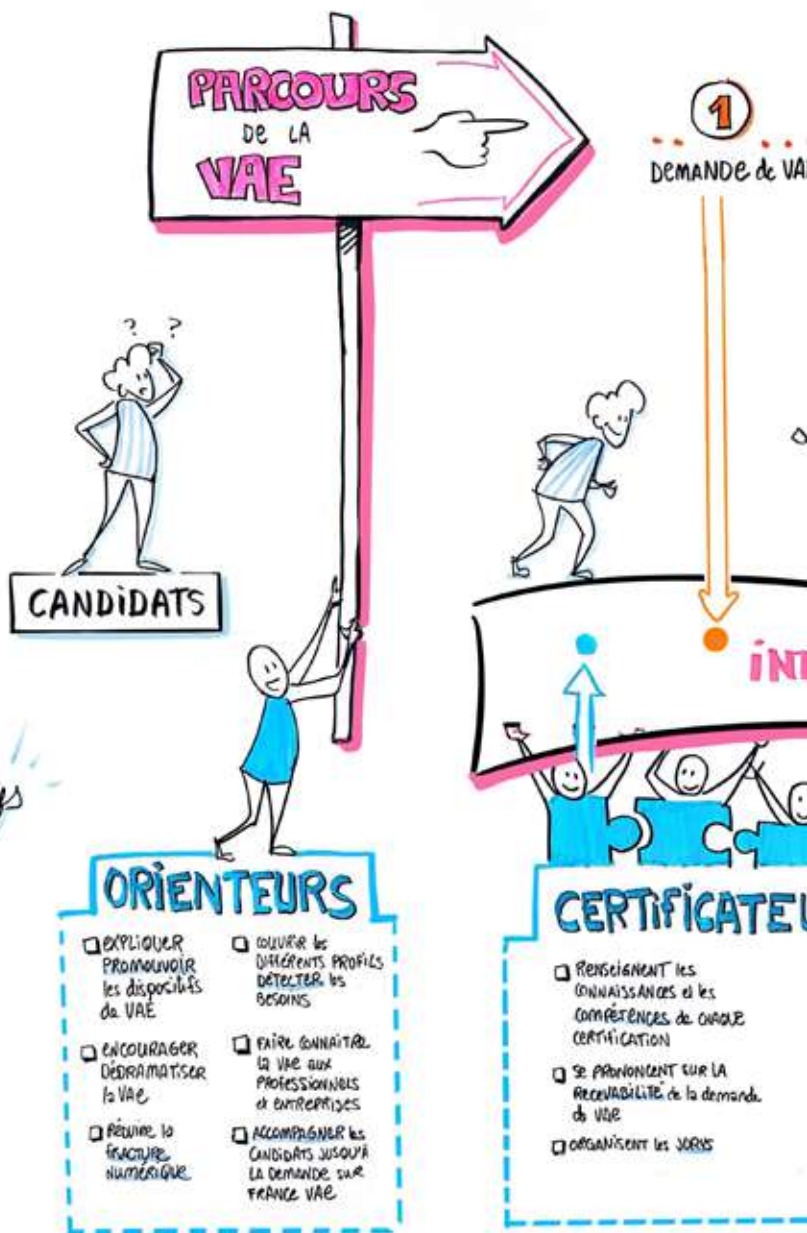 PARCOURS
DE LA
VAE
1
DEMANDE de VAE
? ?
CANDIDATS
INT
ORIENTEURS
EXPLIQUER
PROMOUVOIR
les dispositifs
de VAE
ENCOURAGER
DÉDRAMATISER
la VAE
RÉDUIRE la
FRACTURE
NUMÉRIQUE
COUVRIR les
DIFFÉRENTS PROFILS
DÉTECTER les
BESOINS
FAIRE CONNAÎTRE
la VAE aux
PROFESSIONNELS
et ENTREPRISES
ACCOMPAGNER les
CANDIDATS JUSQU'À
LA DEMANDE SUR
FRANCE VAE
CERTIFICATEU
RENSEIGNENT les
CONNAISSANCES et les
COMPÉTENCES de CHAQUE
CERTIFICATION
SE PRONONCENT SUR LA
RECEVABILITÉ de la demande
de VAE
ORGANISENT les JURYS